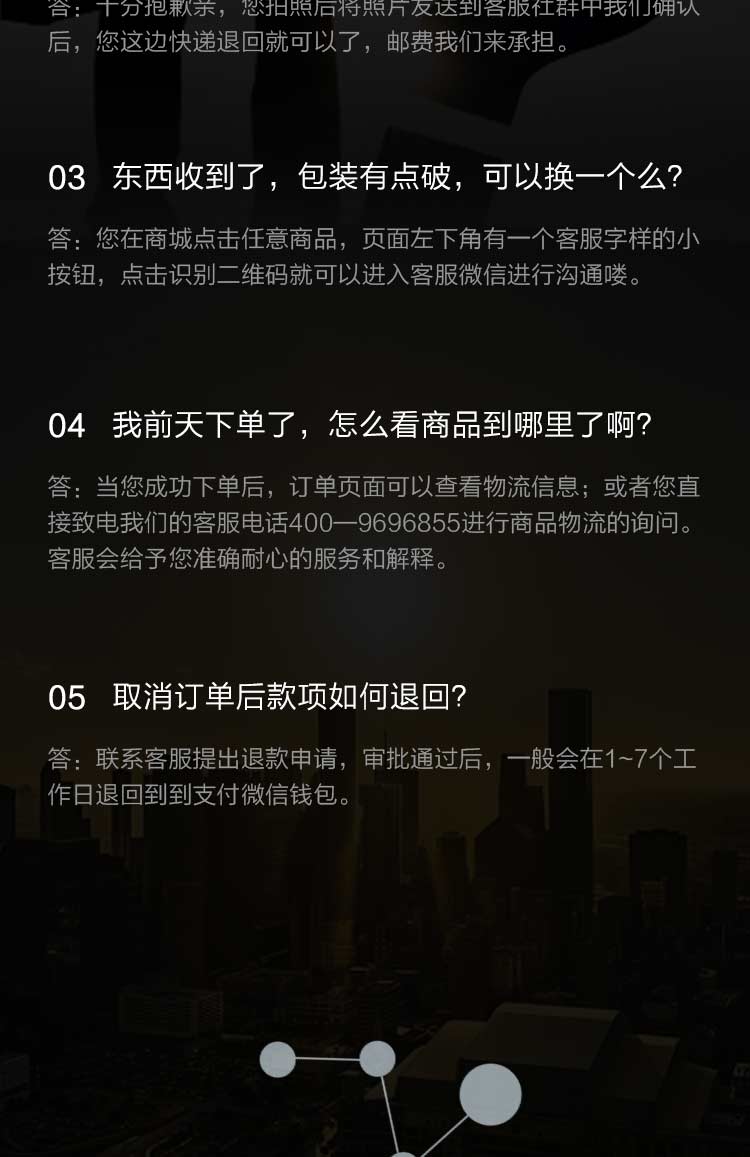 答：十分抱歉亲，您拍照后将照片发送到客服社群中我们确认
后，您这边快递退回就可以了，邮费我们来承担。
03 东西收到了，包装有点破，可以换一个么？
答：您在商城点击任意商品，页面左下角有一个客服字样的小
按钮，点击识别二维码就可以进入客服微信进行沟通喽。
04 我前天下单了，怎么看商品到哪里了啊？
答：当您成功下单后，订单页面可以查看物流信息；或者您直
接致电我们的客服电话400—9696855进行商品物流的询问。
客服会给予您准确耐心的服务和解释。
05 取消订单后款项如何退回？
答：联系客服提出退款申请，审批通过后，一般会在1~7个工
作日退回到到支付微信钱包。